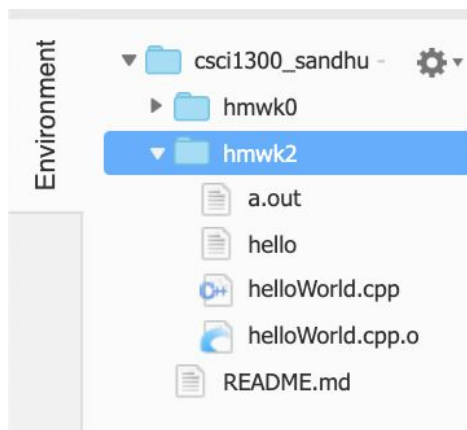 Environment
csci1300_sandhu -
hmwk0
hmwk2
a.out
hello
C++ helloWorld.cpp
helloWorld.cpp.o
README.md